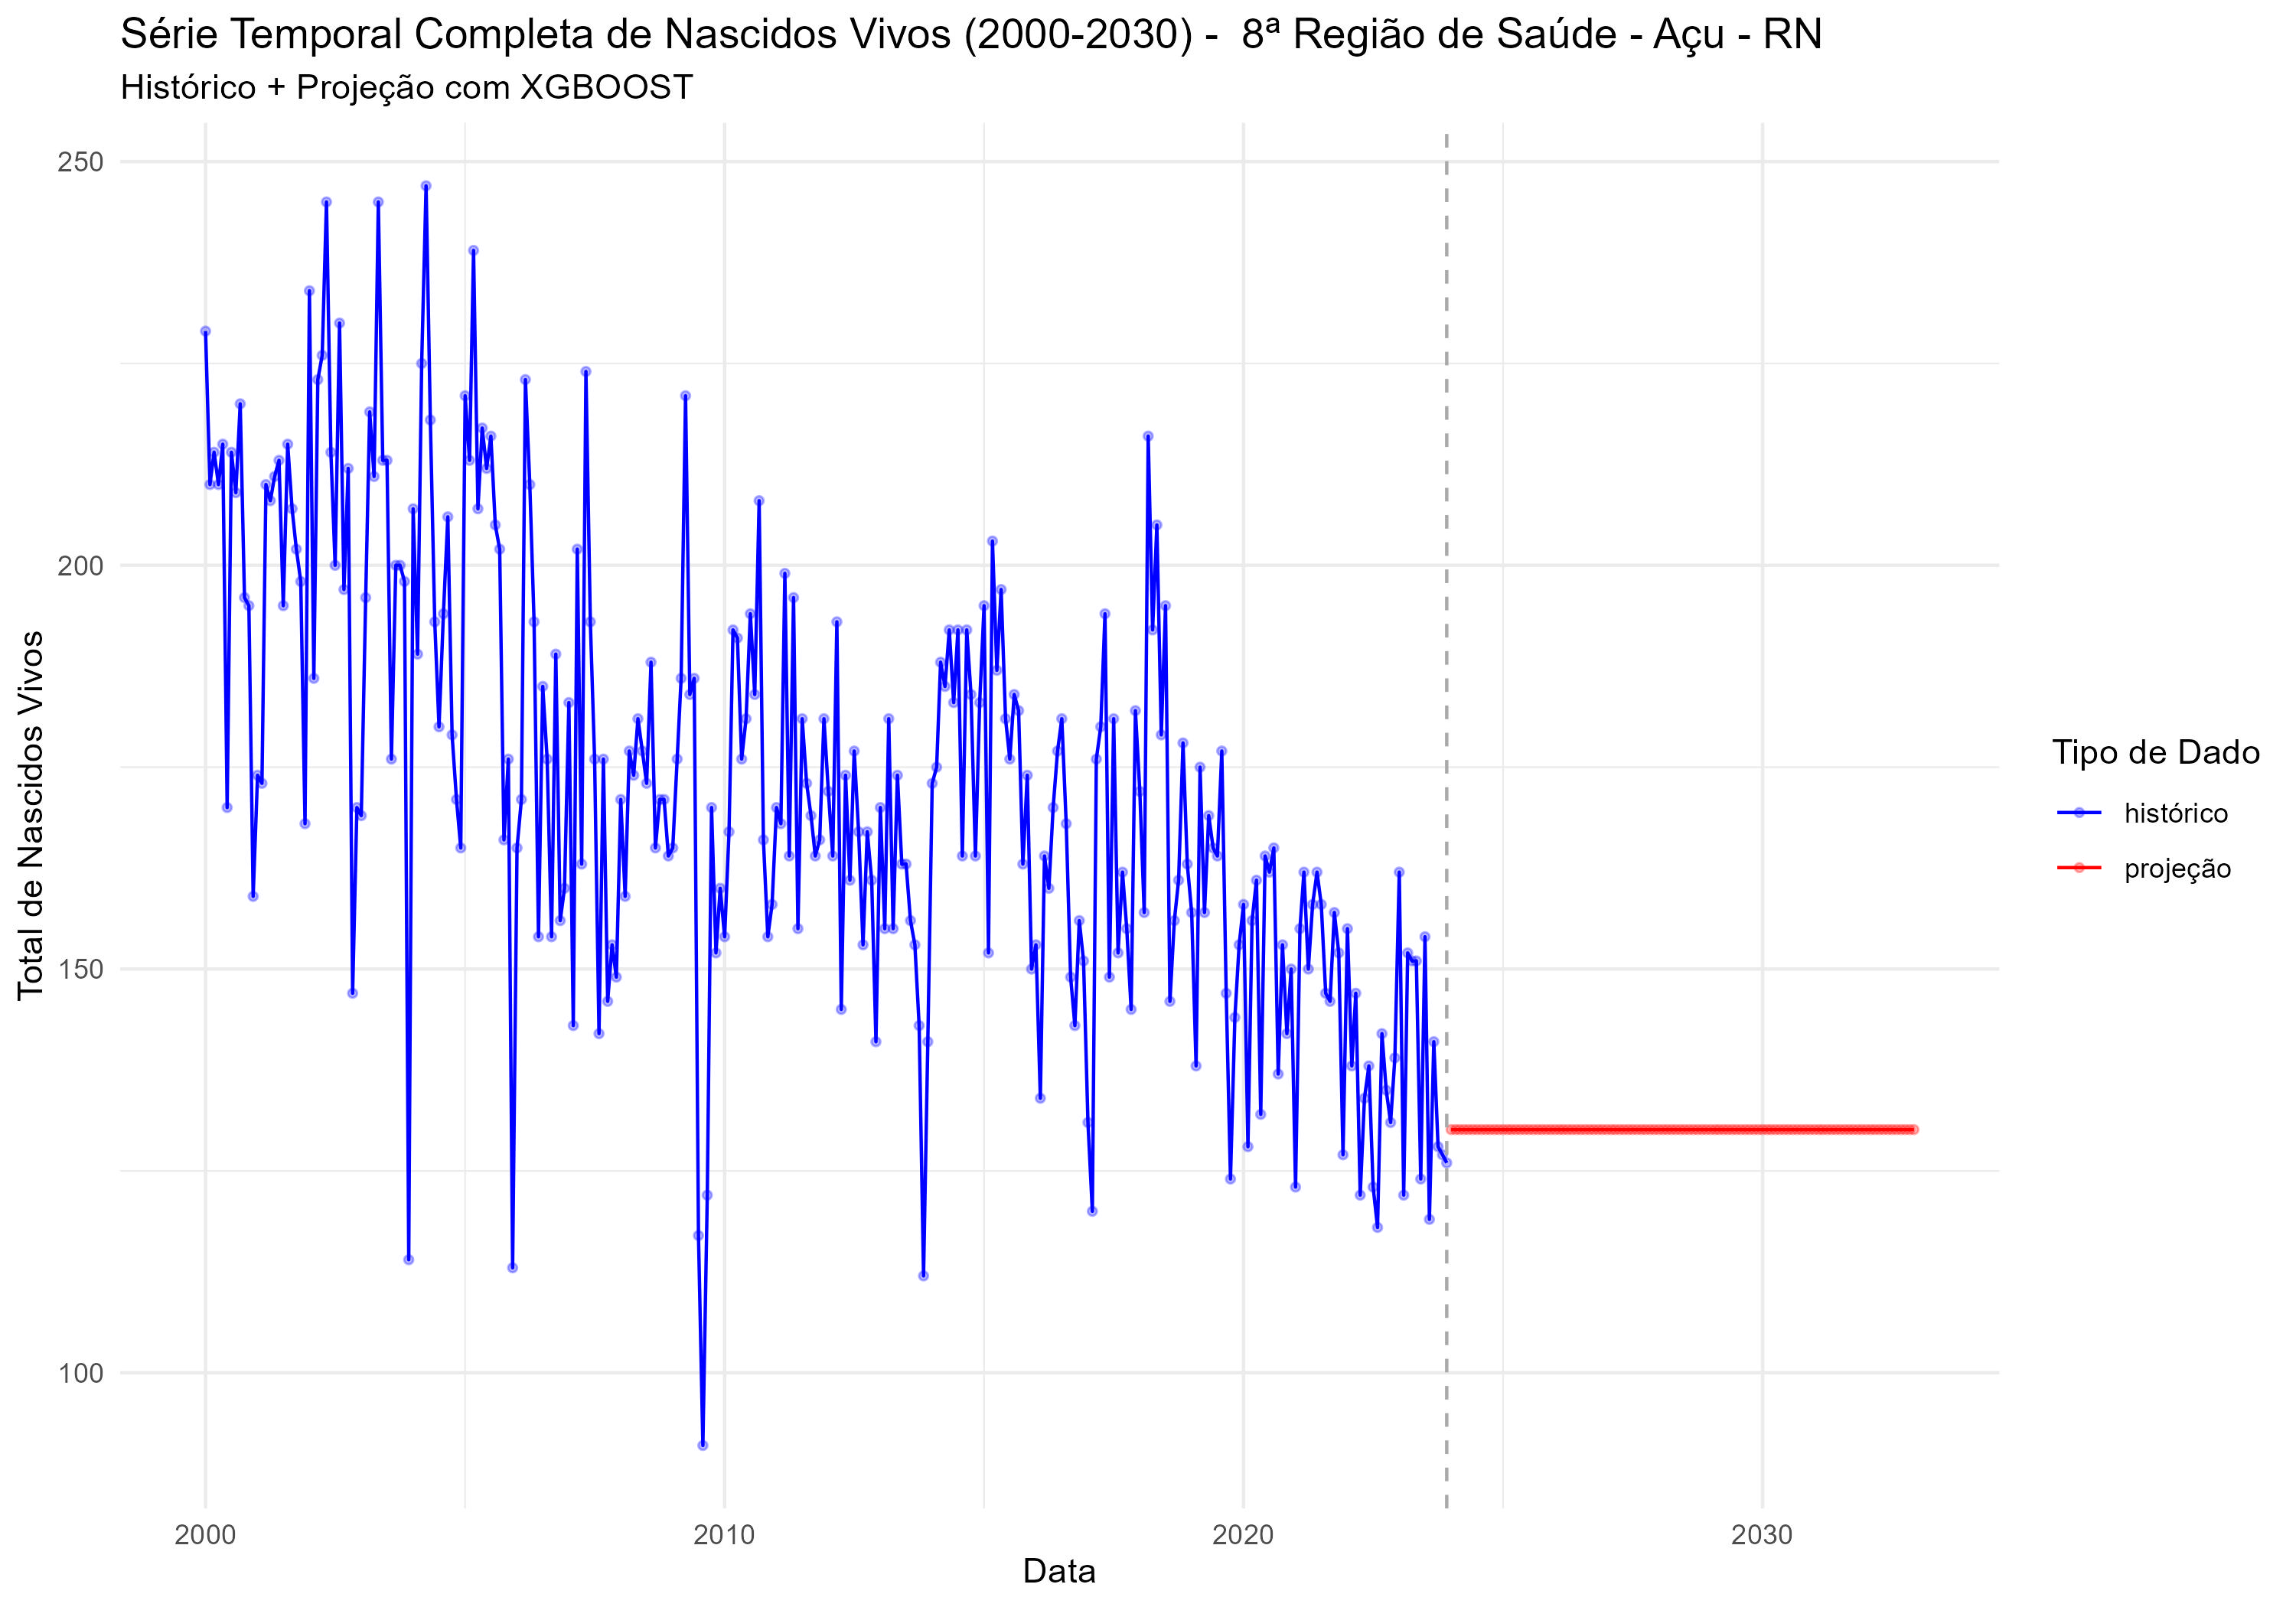 Série Temporal Completa de Nascidos Vivos (2000-2030) -  8ª Região de Saúde - Açu - RN
Histórico + Projeção com XGBOOST
Total de Nascidos Vivos
250
200
150
100
2000
2010
2020
2030
Data
Tipo de Dado
histórico
projeção